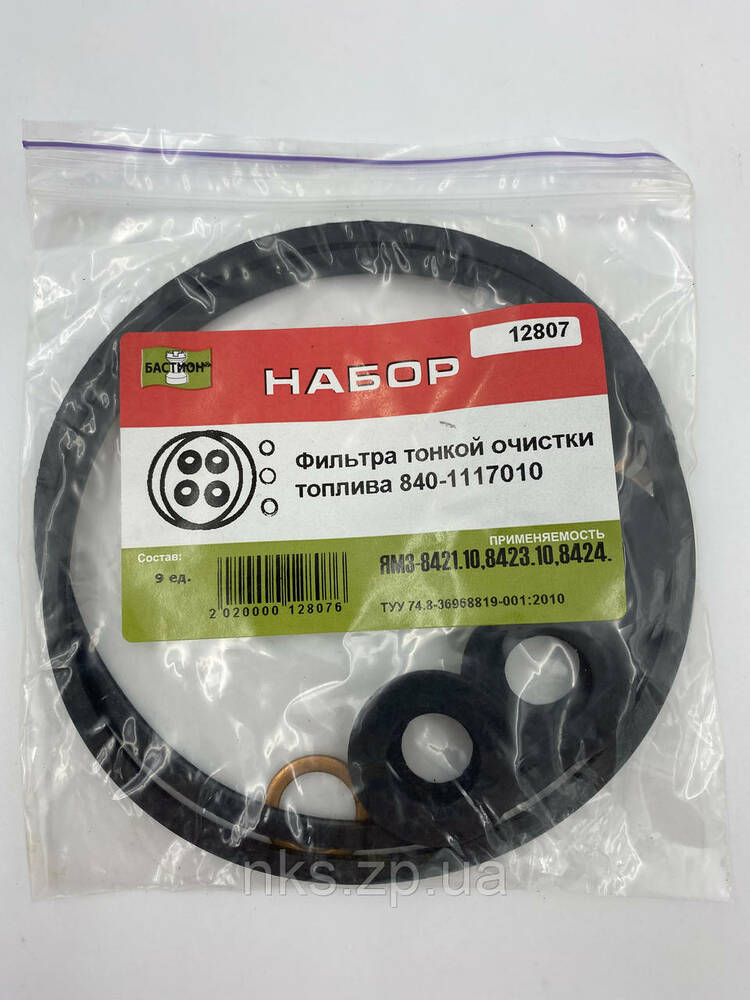 12807
БАСТИОН
НАБОР
Фильтра тонкой очистки
топлива 840-1117010
ПРИМЕНЯЕМОСТЬ
Состав:
ЯМЗ-8421.10,8423.10,8424.
9 ед.
2 020000 128076
ТУУ 74.8-36968819-001:2010
nks.zp.ua